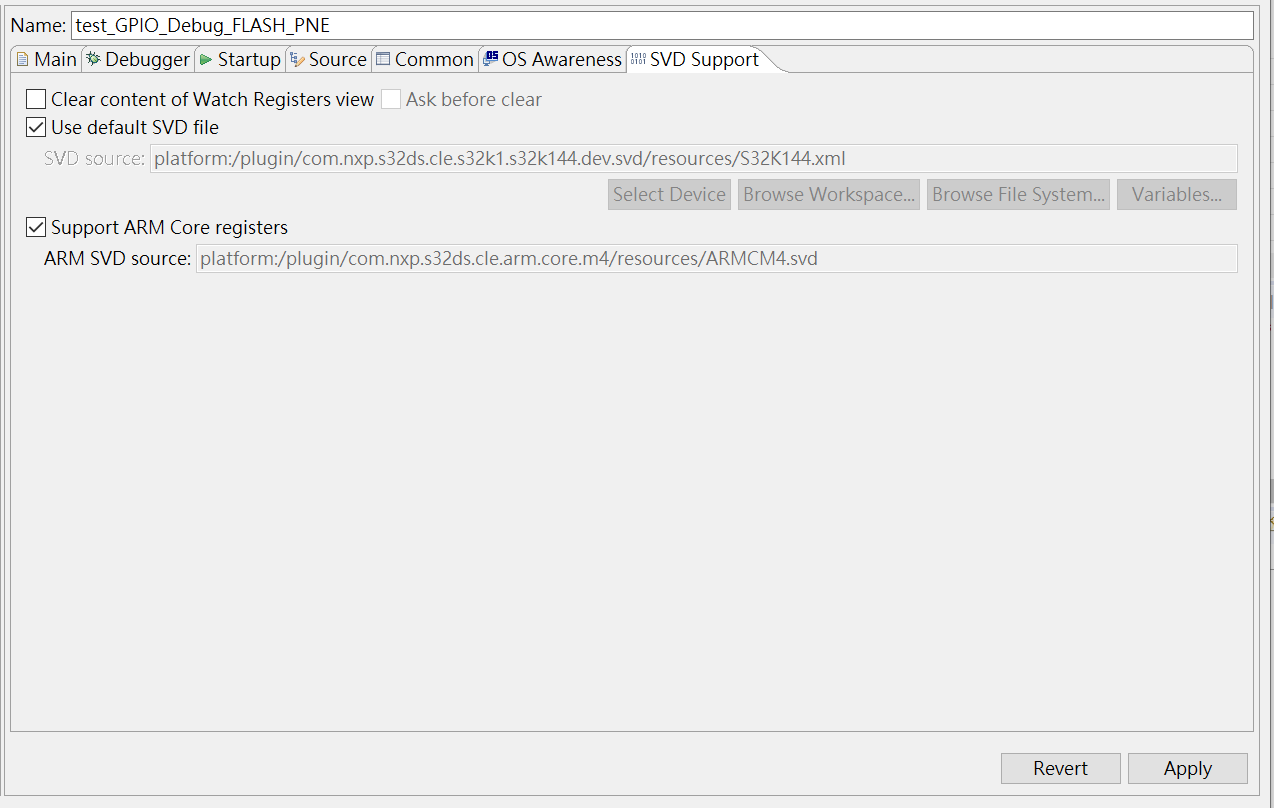 Name: test_GPIO_Debug_FLASH_PNE
Main Debugger Startup Source Common OS Awareness SVD Support
Clear content of Watch Registers view Ask before clear
Use default SVD file
SVD source: platform:/plugin/com.nxp.s32ds.cle.s32k1.s32k144.dev.svd/resources/S32K144.xml
Select Device Browse Workspace... Browse File System... Variables...
Support ARM Core registers
ARM SVD source: platform:/plugin/com.nxp.s32ds.cle.arm.core.m4/resources/ARMCM4.svd
Revert Apply